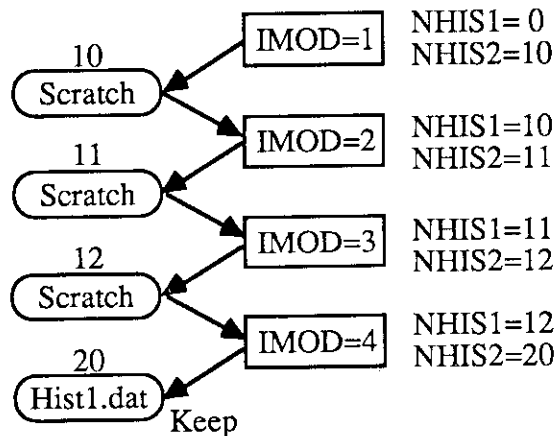 IMOD=1
NHIS1= 0
NHIS2=10
10
Scratch
IMOD=2
NHIS1=10
NHIS2=11
11
Scratch
IMOD=3
NHIS1=11
NHIS2=12
12
Scratch
IMOD=4
NHIS1=12
NHIS2=20
20
Hist1.dat
Keep